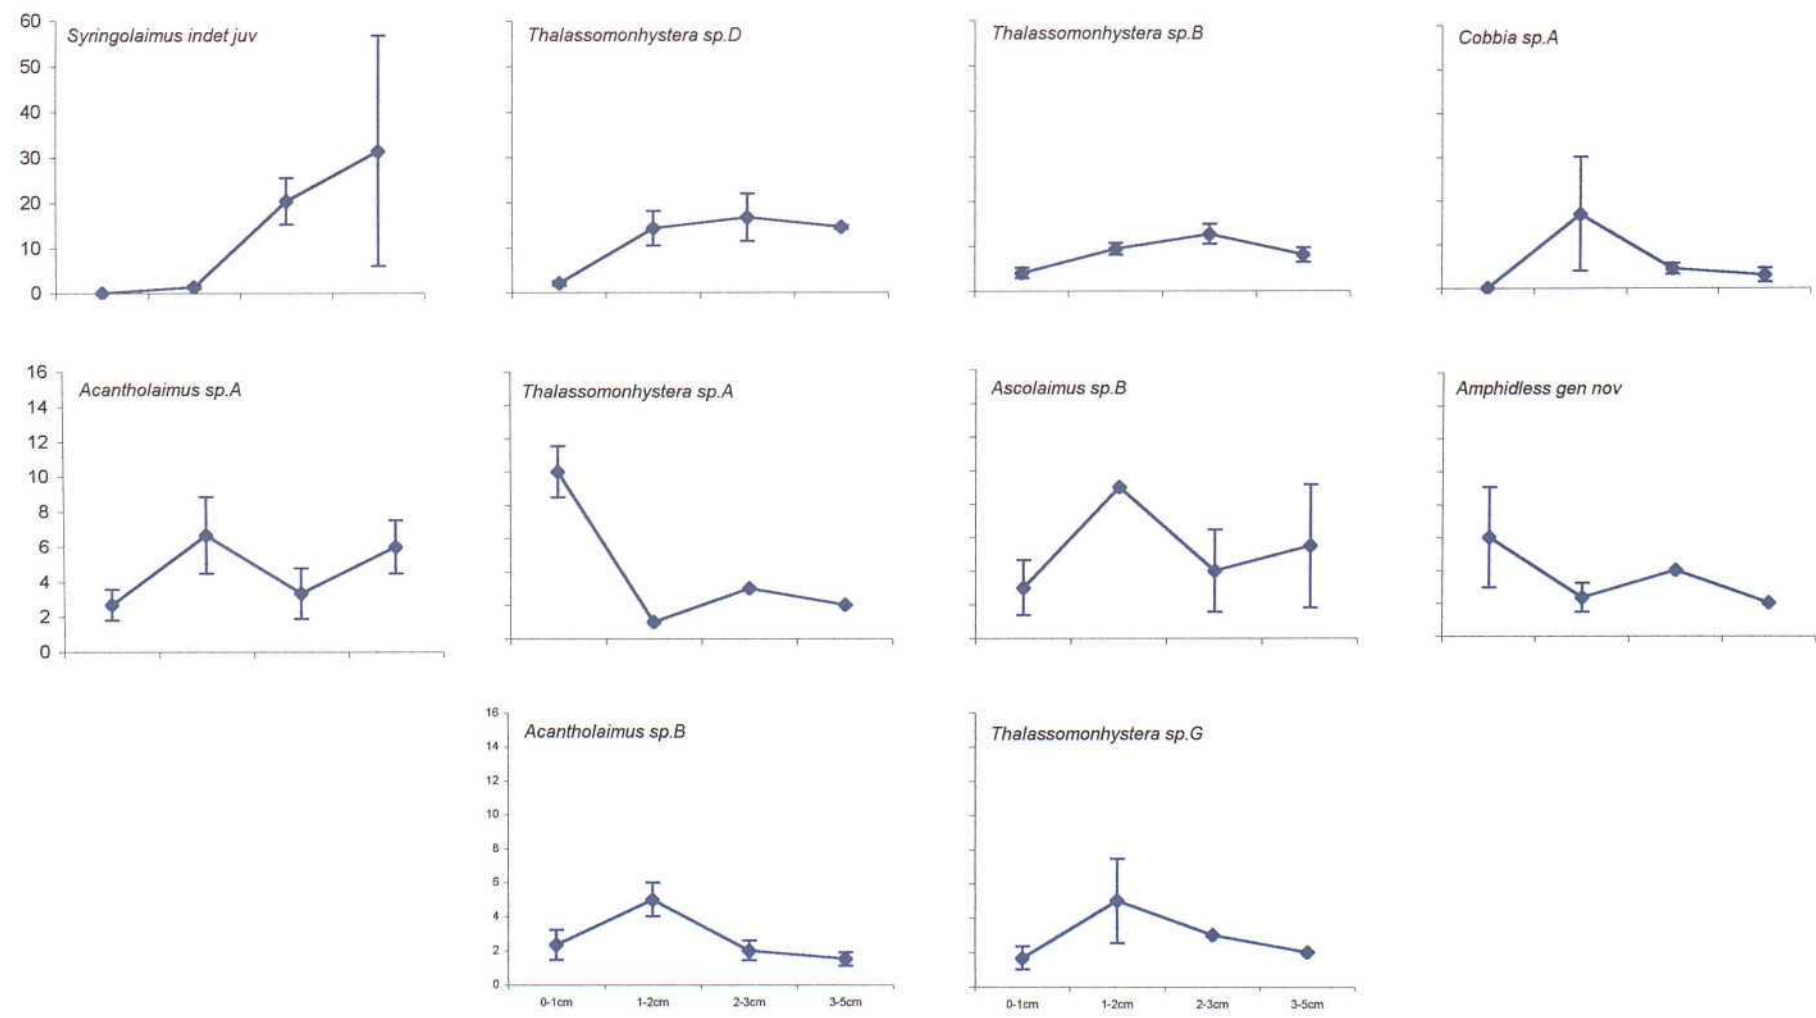 Syringolaimus indet juv
Thalassomonhystera sp.D
Thalassomonhystera sp.B
Cobbia sp.A
60
50
40
30
20
10
0
Acantholaimus sp.A
Thalassomonhystera sp.A
Ascolaimus sp.B
Amphidless gen nov
16
14
12
10
8
6
4
2
0
Acantholaimus sp.B
Thalassomonhystera sp.G
16
14
12
10
8
6
4
2
0
0-1cm 1-2cm 2-3cm 3-5cm
0-1cm 1-2cm 2-3cm 3-5cm